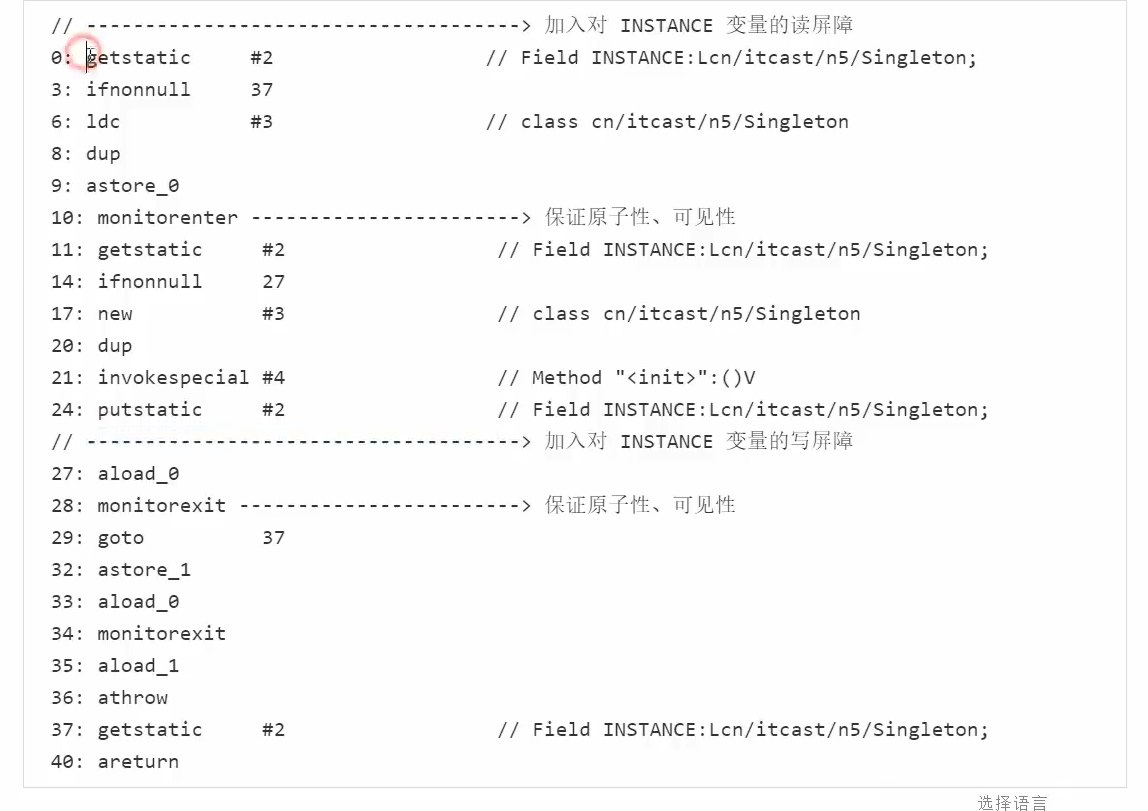 // -------------------------------------> 加入对 INSTANCE 变量的读屏障
0: getstatic     #2                  // Field INSTANCE:Lcn/itcast/n5/Singleton;
3: ifnonnull     37
6: ldc           #3                  // class cn/itcast/n5/Singleton
8: dup
9: astore_0
10: monitorenter -----------------------> 保证原子性、可见性
11: getstatic     #2                  // Field INSTANCE:Lcn/itcast/n5/Singleton;
14: ifnonnull     27
17: new           #3                  // class cn/itcast/n5/Singleton
20: dup
21: invokespecial #4                  // Method "<init>":()V
24: putstatic     #2                  // Field INSTANCE:Lcn/itcast/n5/Singleton;
// -------------------------------------> 加入对 INSTANCE 变量的写屏障
27: aload_0
28: monitorexit ------------------------> 保证原子性、可见性
29: goto          37
32: astore_1
33: aload_0
34: monitorexit
35: aload_1
36: athrow
37: getstatic     #2                  // Field INSTANCE:Lcn/itcast/n5/Singleton;
40: areturn
选择语言